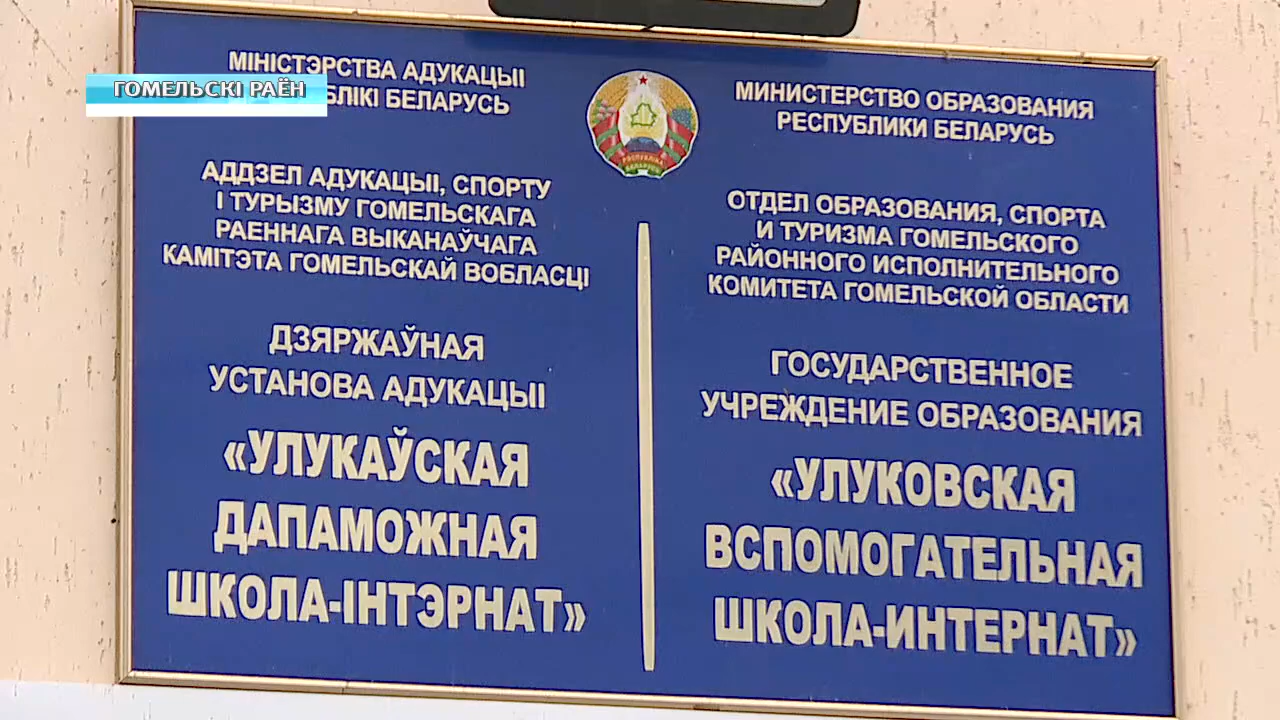 ГОМЕЛЬСКІ РАЁН
МІНІСТЭРСТВА АДУКАЦЫІ
БЕЛАРУСЬ
АДДЗЕЛ АДУКАЦЫІ, СПОРТУ
І ТУРЫЗМУ ГОМЕЛЬСКАГА
РАЕННАГА ВЫКАНАЎЧАГА
КАМІТЭТА ГОМЕЛЬСКАЙ ВОБЛАСЦІ
ДЗЯРЖАЎНАЯ
УСТАНОВА АДУКАЦЫІ
«УЛУКАЎСКАЯ
ДАПАМОЖНАЯ
ШКОЛА-ІНТЭРНАТ»
РЭСПУБЛІКА
БЕЛАРУСЬ
МИНИСТЕРСТВО ОБРАЗОВАНИЯ
РЕСПУБЛИКИ БЕЛАРУСЬ
ОТДЕЛ ОБРАЗОВАНИЯ, СПОРТА
И ТУРИЗМА ГОМЕЛЬСКОГО
РАЙОННОГО ИСПОЛНИТЕЛЬНОГО
КОМИТЕТА ГОМЕЛЬСКОЙ ОБЛАСТИ
ГОСУДАРСТВЕННОЕ
УЧРЕЖДЕНИЕ ОБРАЗОВАНИЯ
«УЛУКОВСКАЯ
ВСПОМОГАТЕЛЬНАЯ
ШКОЛА-ИНТЕРНАТ»